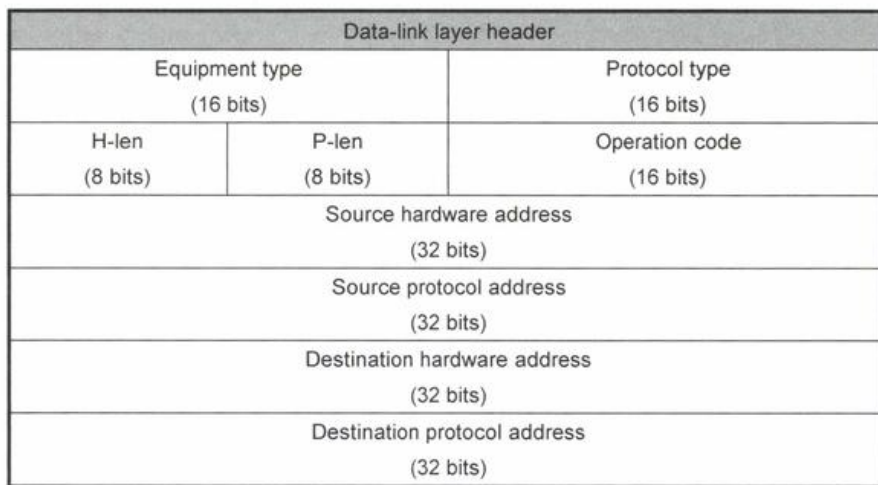 Data-link layer header
Equipment type
(16 bits)
Protocol type
(16 bits)
H-len
(8 bits)
P-len
(8 bits)
Operation code
(16 bits)
Source hardware address
(32 bits)
Source protocol address
(32 bits)
Destination hardware address
(32 bits)
Destination protocol address
(32 bits)